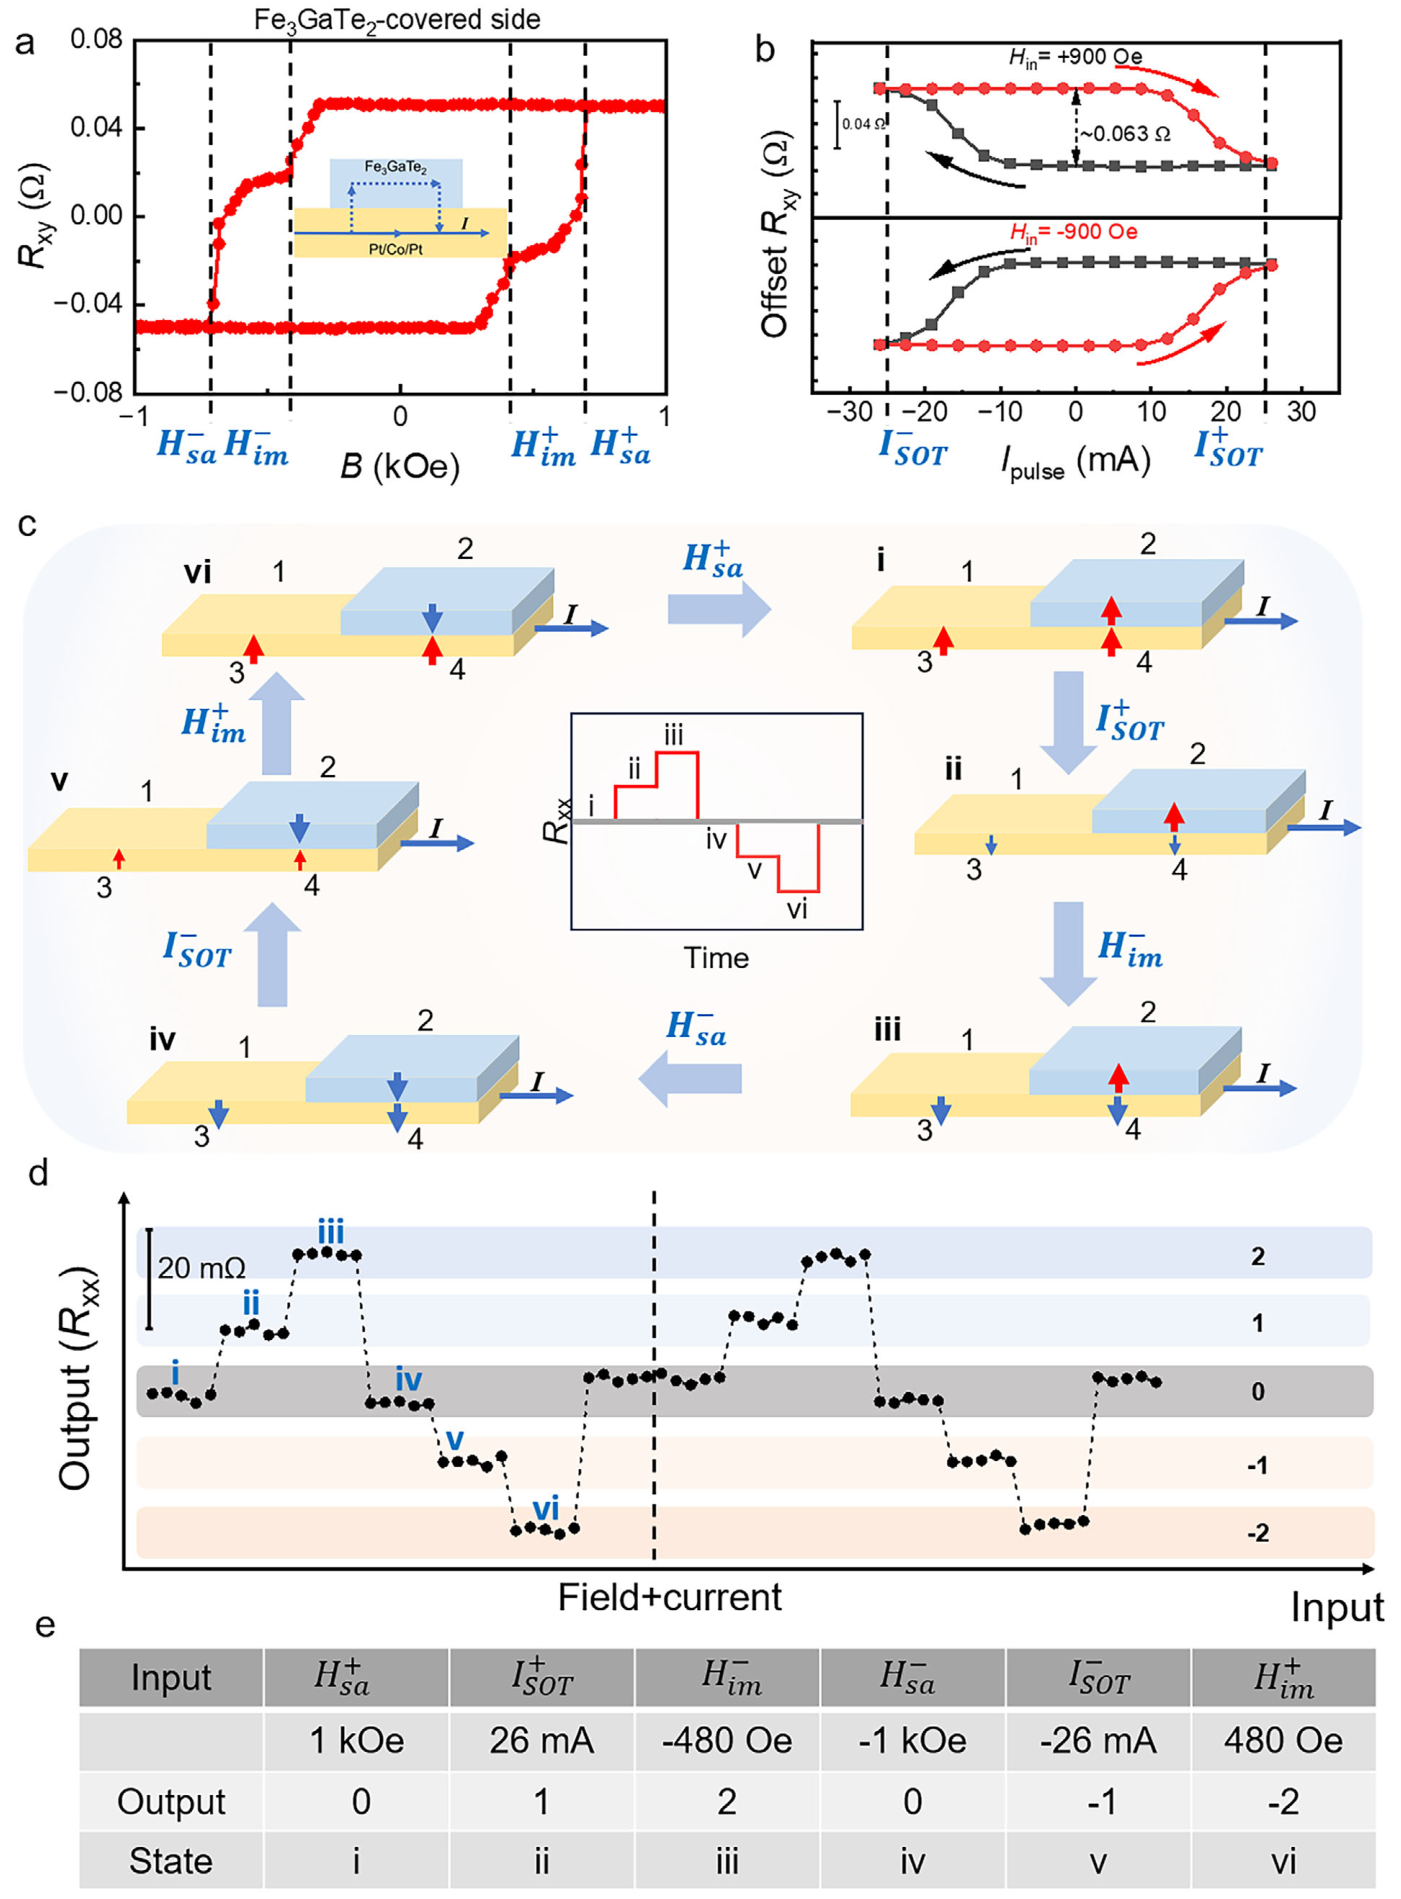 a
Fe3GaTe2-covered side
0.08
0.04
0.00
−0.04
−0.08
Rxy (Ω)
Fe3GaTe2
I
Pt/Co/Pt
−1
0
1
H−sa H−im
H+im
H+sa
B (kOe)
b
Hin= +900 Oe
0.04 Ω
~0.063 Ω
Hin= -900 Oe
Offset Rxy (Ω)
−30 −20 −10 0 10 20 30
I−SOT
Ipulse (mA)
I+SOT
c
vi
1
2
3
4
I
H+sa
i
1
2
3
4
I
H+im
I+SOT
v
1
2
3
4
I
Rxx
i
ii
iii
iv
v
vi
Time
ii
1
2
3
4
I
I−SOT
H−im
iv
1
2
3
4
I
H−sa
iii
1
2
3
4
I
d
Output (Rxx)
20 mΩ
i
ii
iii
iv
v
vi
2
1
0
-1
-2
Field+current
Input
e
Input H+sa I+SOT H−im H−sa I−SOT H+im
1 kOe 26 mA -480 Oe -1 kOe -26 mA 480 Oe
Output 0 1 2 0 -1 -2
State i ii iii iv v vi